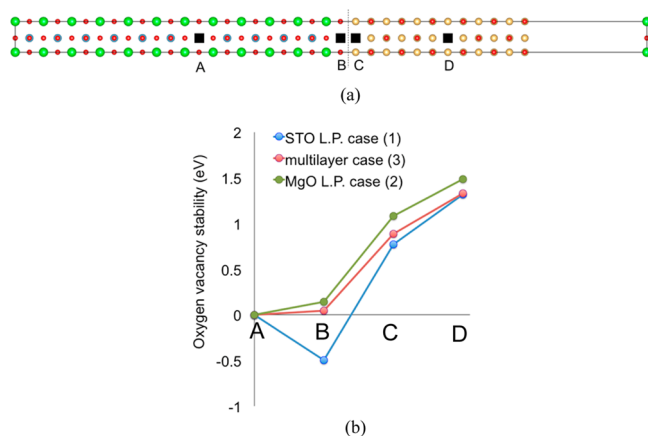 A B C D
(a)
STO L.P. case (1)
multilayer case (3)
MgO L.P. case (2)
Oxygen vacancy stability (eV)
2
1.5
1
0.5
0
-0.5
-1
A B C D
(b)